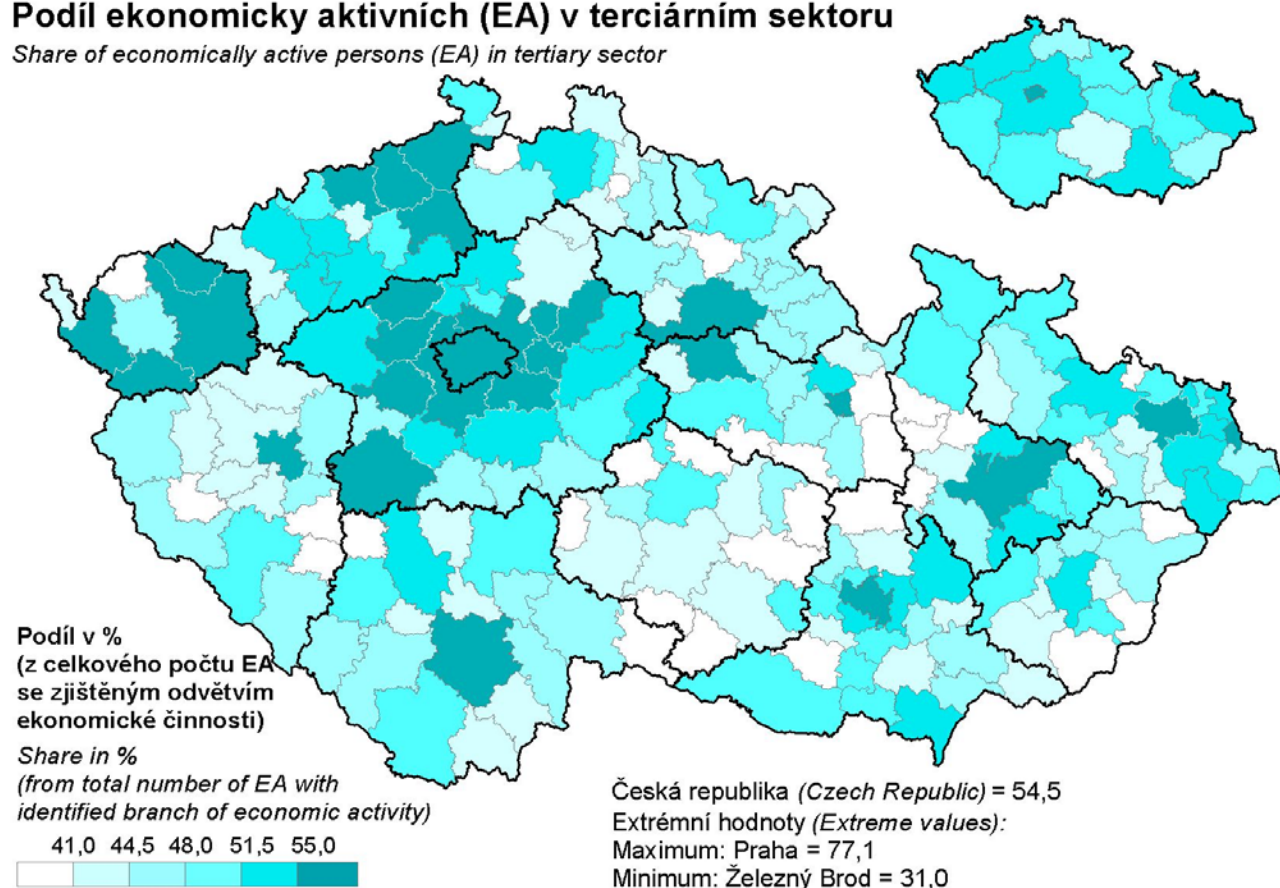 Podíl ekonomicky aktivních (EA) v terciárním sektoru
Share of economically active persons (EA) in tertiary sector
Podíl v %
(z celkového počtu EA
se zjištěným odvětvím
ekonomické činnosti)
Share in %
(from total number of EA with
identified branch of economic activity)
41,0 44,5 48,0 51,5 55,0
Česká republika (Czech Republic) = 54,5
Extrémní hodnoty (Extreme values):
Maximum: Praha = 77,1
Minimum: Železný Brod = 31,0